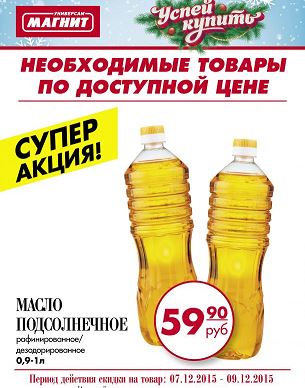 УНИВЕРСАМ
МАГНИТ
Успей
купить
НЕОБХОДИМЫЕ ТОВАРЫ
ПО ДОСТУПНОЙ ЦЕНЕ
СУПЕР
АКЦИЯ!
МАСЛО
ПОДСОЛНЕЧНОЕ
рафинированное/
дезодорированное
0,9-1л
59 90
руб
Период действия скидки на товар: 07.12.2015 - 09.12.2015